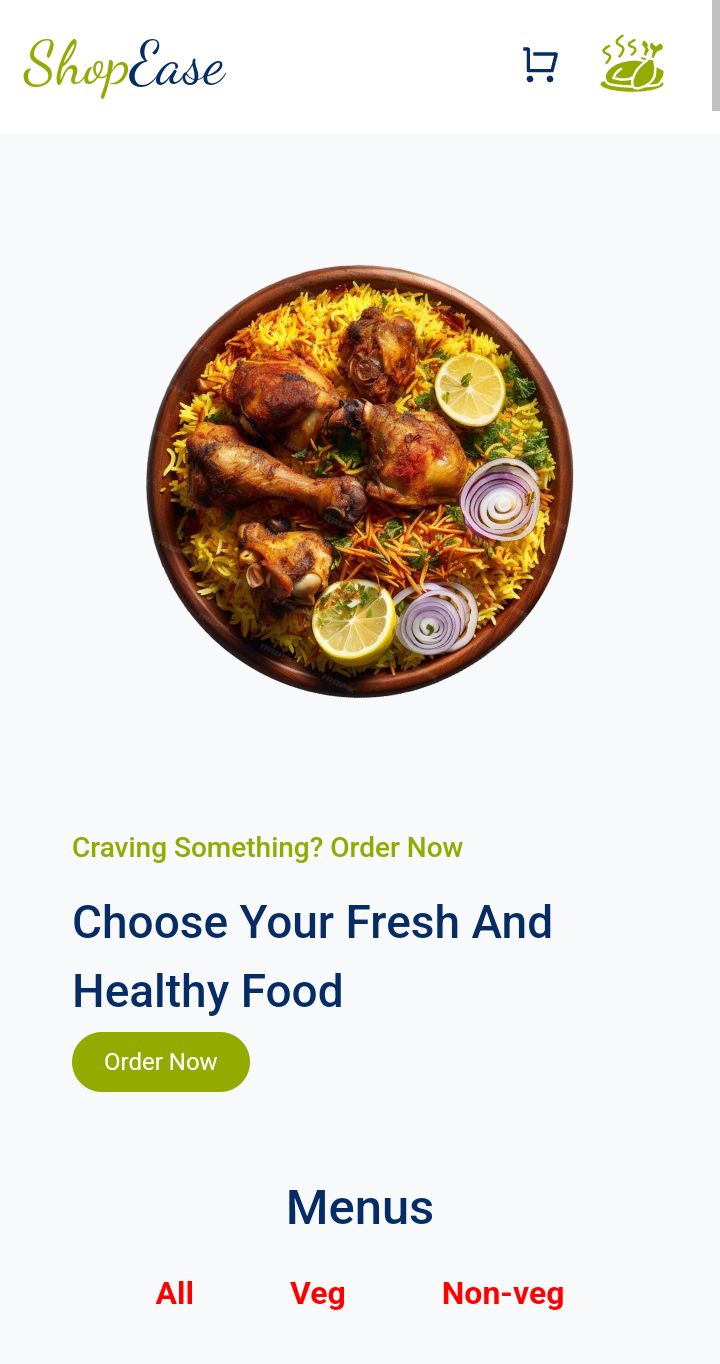 ShopEase
Craving Something? Order Now
Choose Your Fresh And
Healthy Food
Order Now
Menus
All Veg Non-veg